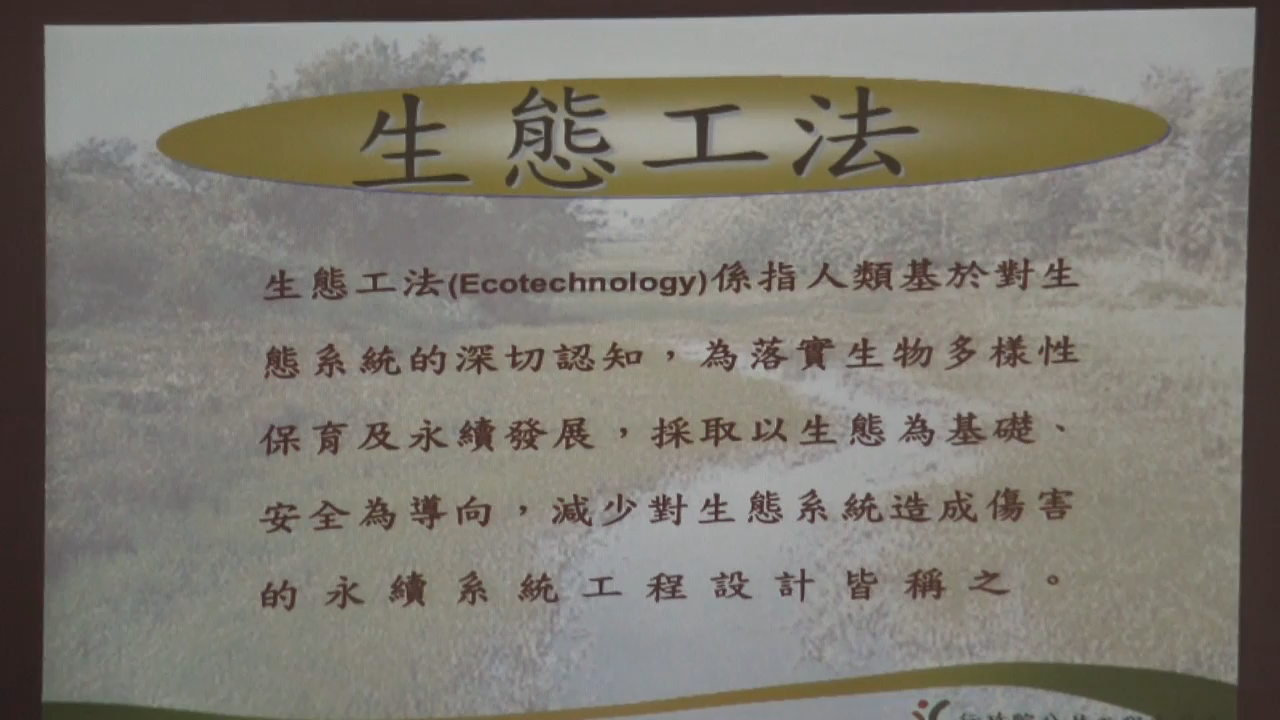 生態工法
生態工法(Ecotechnology)係指人類基於對生
態系統的深切認知，為落實生物多樣性
保育及永續發展，採取以生態為基礎、
安全為導向，減少對生態系統造成傷害
的永續系統工程設計皆稱之。